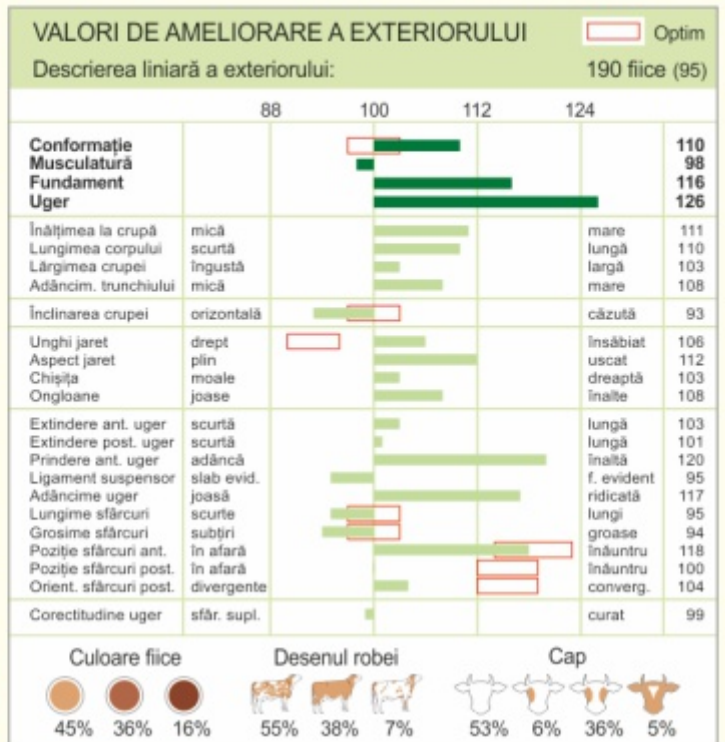 VALORI DE AMELIORARE A EXTERIORULUI Optim
Descrierea liniară a exteriorului: 190 fiice (95)
88 100 112 124
Conformație 110
Musculatură 98
Fundament 116
Uger 126
Înălțimea la crupă mică mare 111
Lungimea corpului scurtă lungă 110
Lărgimea crupei îngustă largă 103
Adâncim. trunchiului mică mare 108
Înclinarea crupei orizontală căzută 93
Unghi jaret drept însăbiat 106
Aspect jaret plin uscat 112
Chișița moale dreaptă 103
Ongloane joase înalte 108
Extindere ant. uger scurtă lungă 103
Extindere post. uger scurtă lungă 101
Prindere ant. uger adâncă înaltă 120
Ligament suspensor slab evid. f. evident 95
Adâncime uger joasă ridicată 117
Lungime sfârcuri scurte lungi 95
Grosime sfârcuri subțiri groase 94
Poziție sfârcuri ant. în afară înăuntru 118
Poziție sfârcuri post. în afară înăuntru 100
Orient. sfârcuri post. divergente converg. 104
Corectitudine uger sfâr. supl. curat 99
Culoare fiice Desenul robei Cap
45% 36% 16% 55% 38% 7% 53% 6% 36% 5%